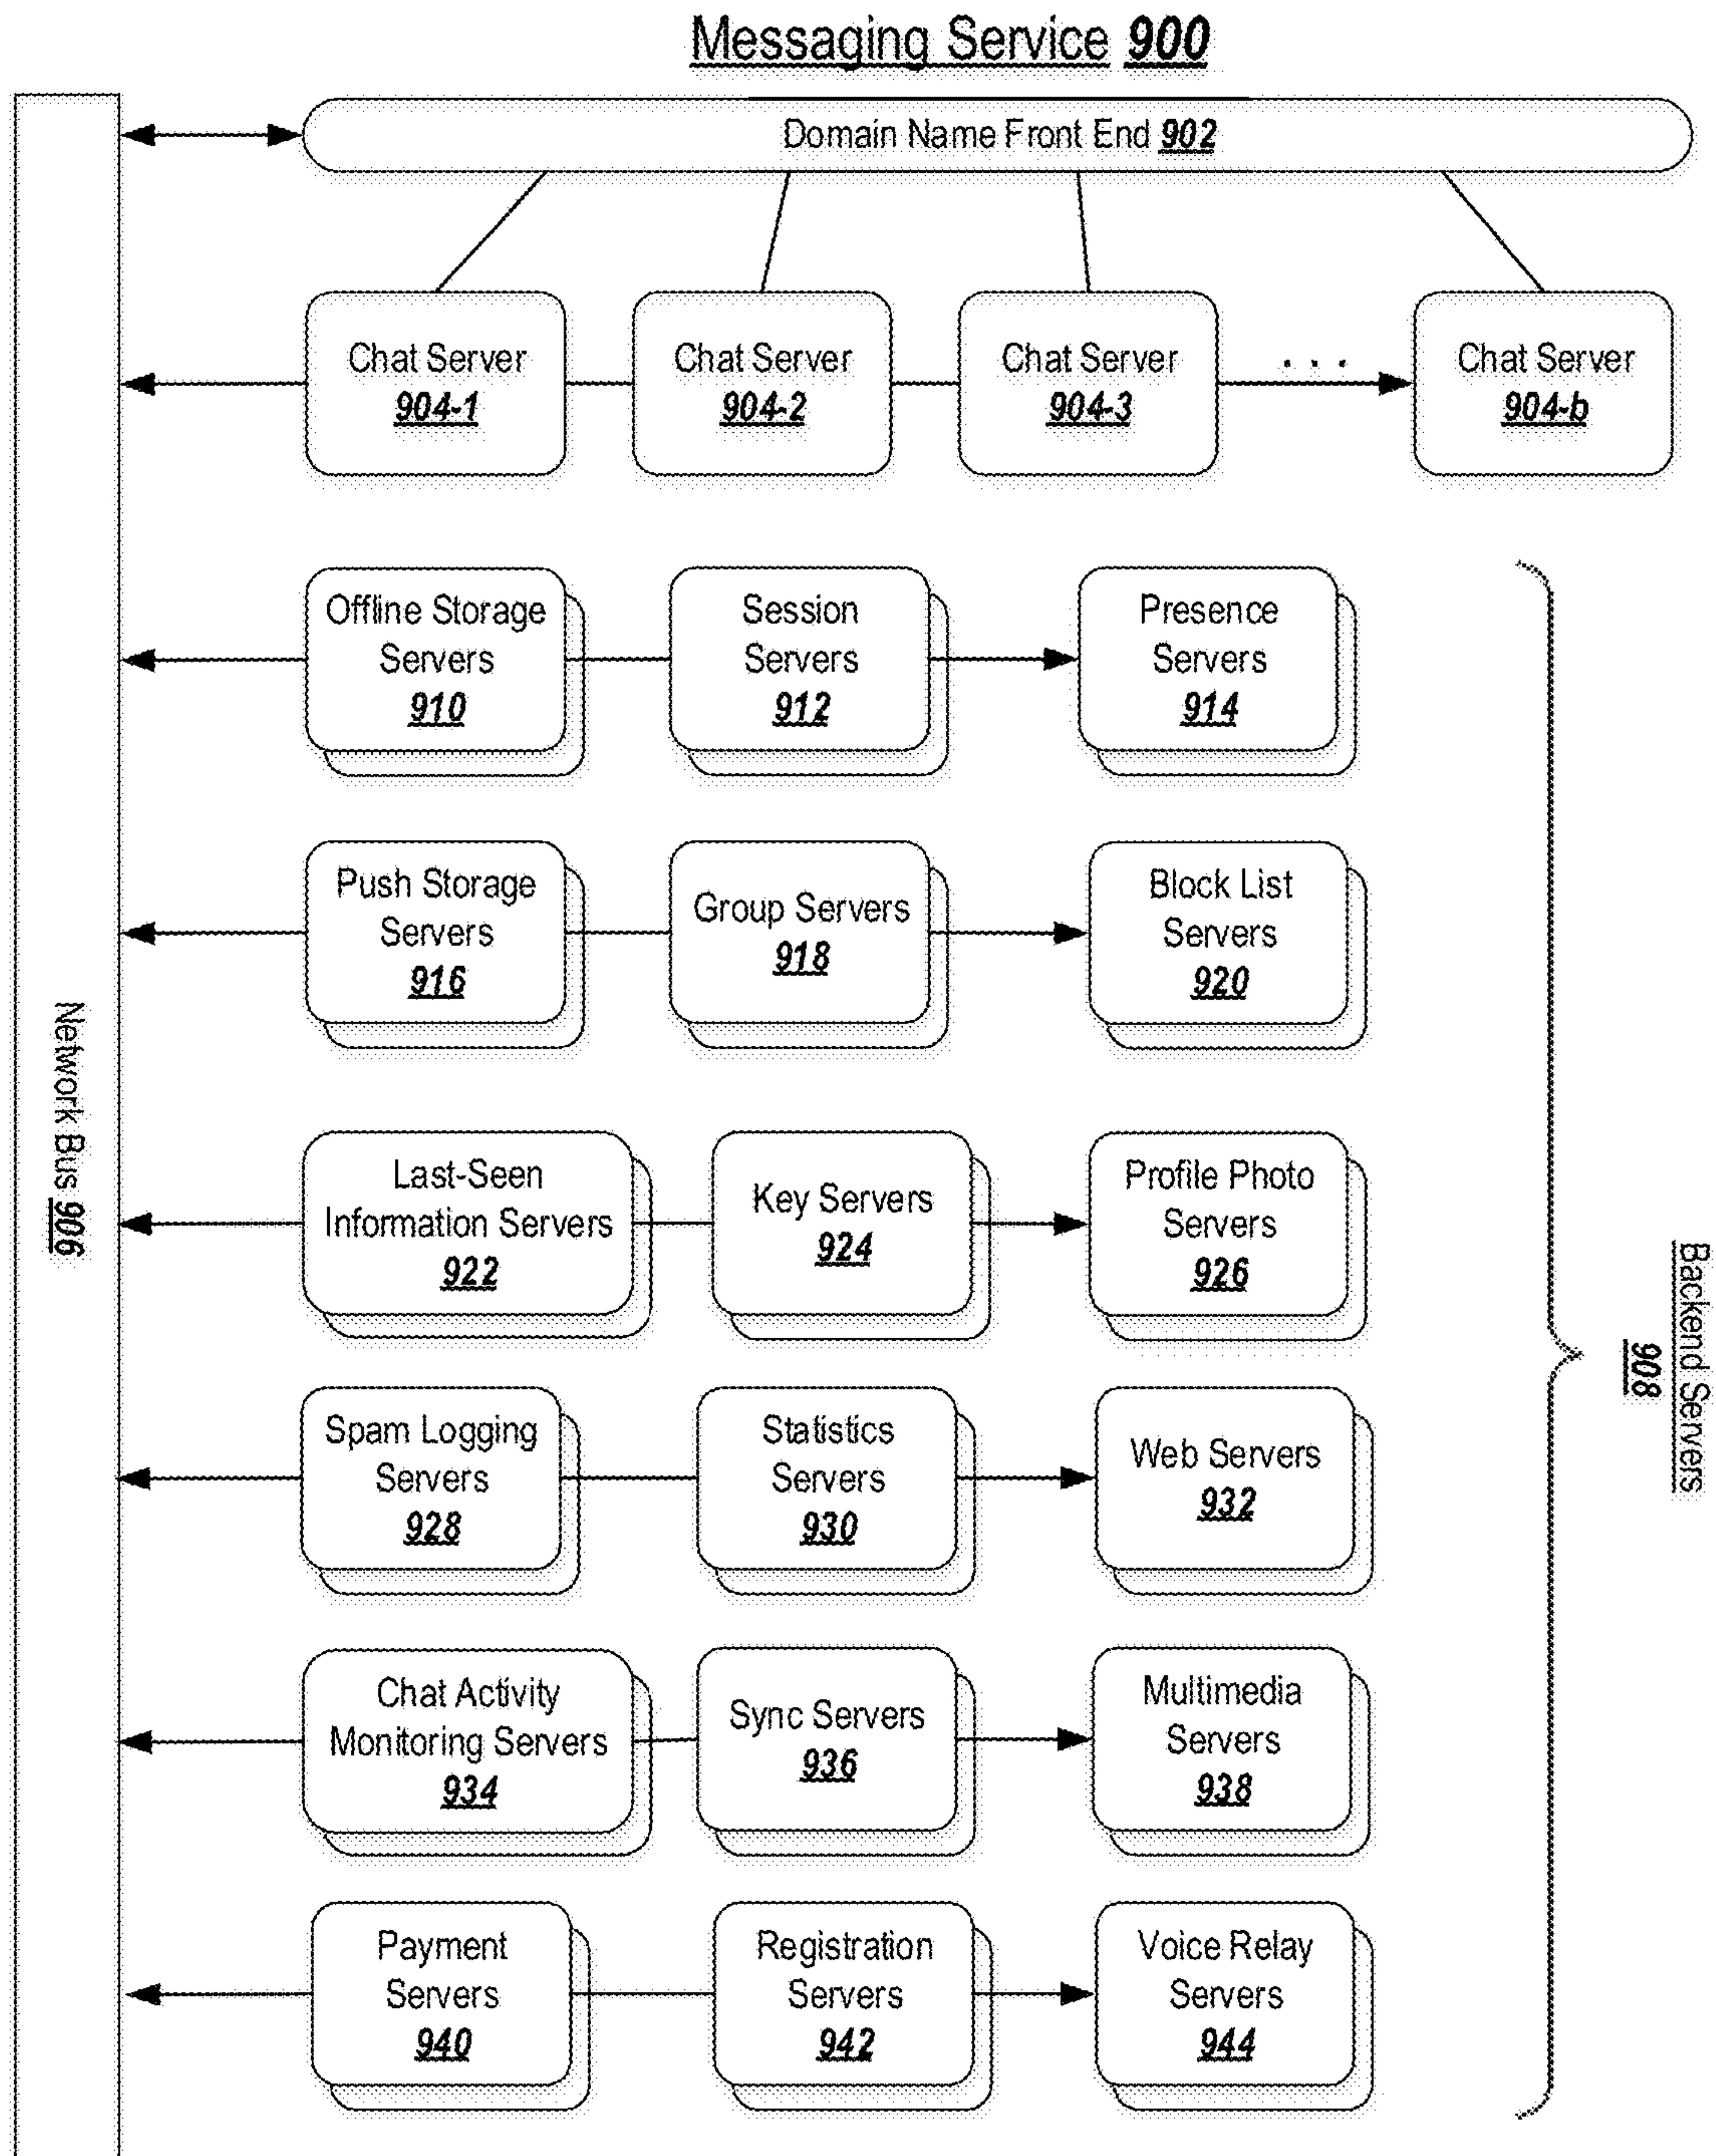 Messaging Service 900
Domain Name Front End 902
Chat Server
904-1
Chat Server
904-2
Chat Server
904-3
. . .
Chat Server
904-b
Offline Storage
Servers
910
Session
Servers
912
Presence
Servers
914
Push Storage
Servers
916
Group Servers
918
Block List
Servers
920
Network Bus 906
Last-Seen
Information Servers
922
Key Servers
924
Profile Photo
Servers
926
Backend Servers
908
Spam Logging
Servers
928
Statistics
Servers
930
Web Servers
932
Chat Activity
Monitoring Servers
934
Sync Servers
936
Multimedia
Servers
938
Payment
Servers
940
Registration
Servers
942
Voice Relay
Servers
944